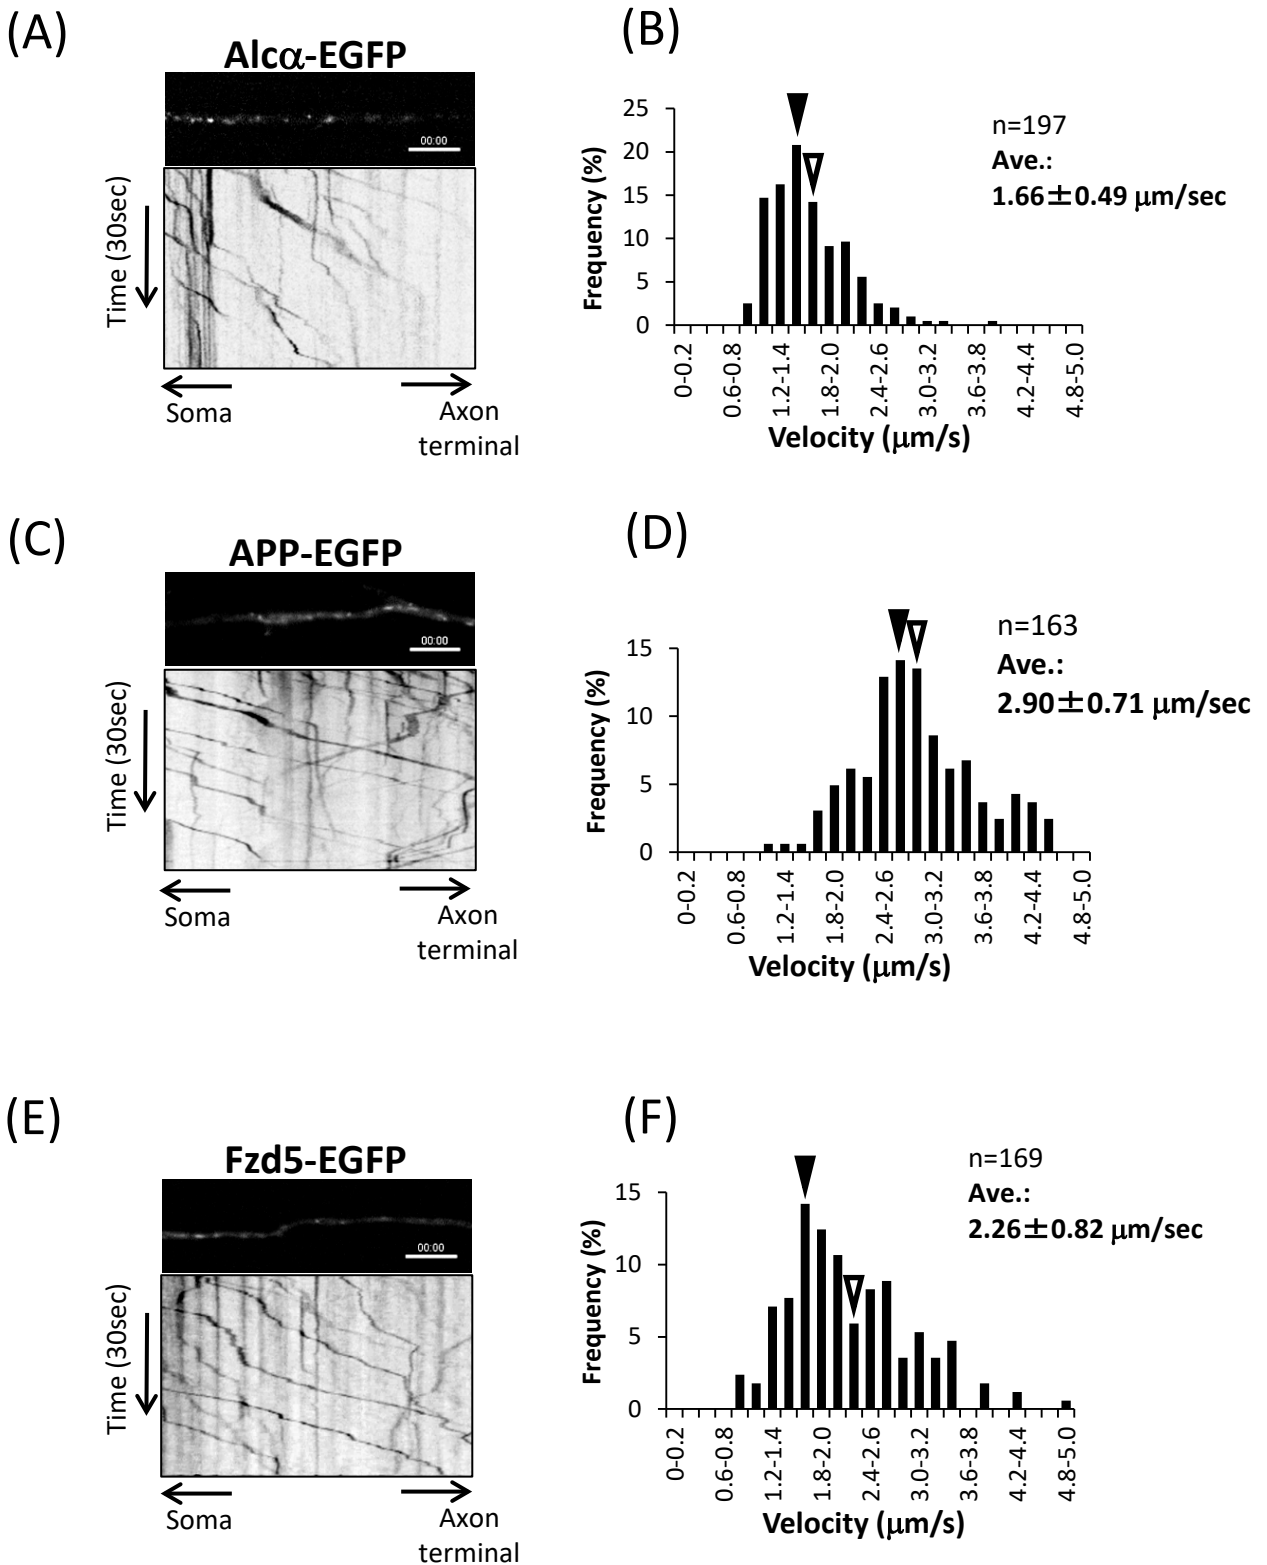 (A)
Alcα-EGFP
00:00
Time (30sec)
Soma
Axon
terminal
(B)
25
20
15
10
5
0
Frequency (%)
0-0.2
0.6-0.8
1.2-1.4
1.8-2.0
2.4-2.6
3.0-3.2
3.6-3.8
4.2-4.4
4.8-5.0
Velocity (μm/s)
n=197
Ave.:
1.66±0.49 μm/sec
(C)
APP-EGFP
00:00
Time (30sec)
Soma
Axon
terminal
(D)
15
10
5
0
Frequency (%)
0-0.2
0.6-0.8
1.2-1.4
1.8-2.0
2.4-2.6
3.0-3.2
3.6-3.8
4.2-4.4
4.8-5.0
Velocity (μm/s)
n=163
Ave.:
2.90±0.71 μm/sec
(E)
Fzd5-EGFP
00:00
Time (30sec)
Soma
Axon
terminal
(F)
15
10
5
0
Frequency (%)
0-0.2
0.6-0.8
1.2-1.4
1.8-2.0
2.4-2.6
3.0-3.2
3.6-3.8
4.2-4.4
4.8-5.0
Velocity (μm/s)
n=169
Ave.:
2.26±0.82 μm/sec